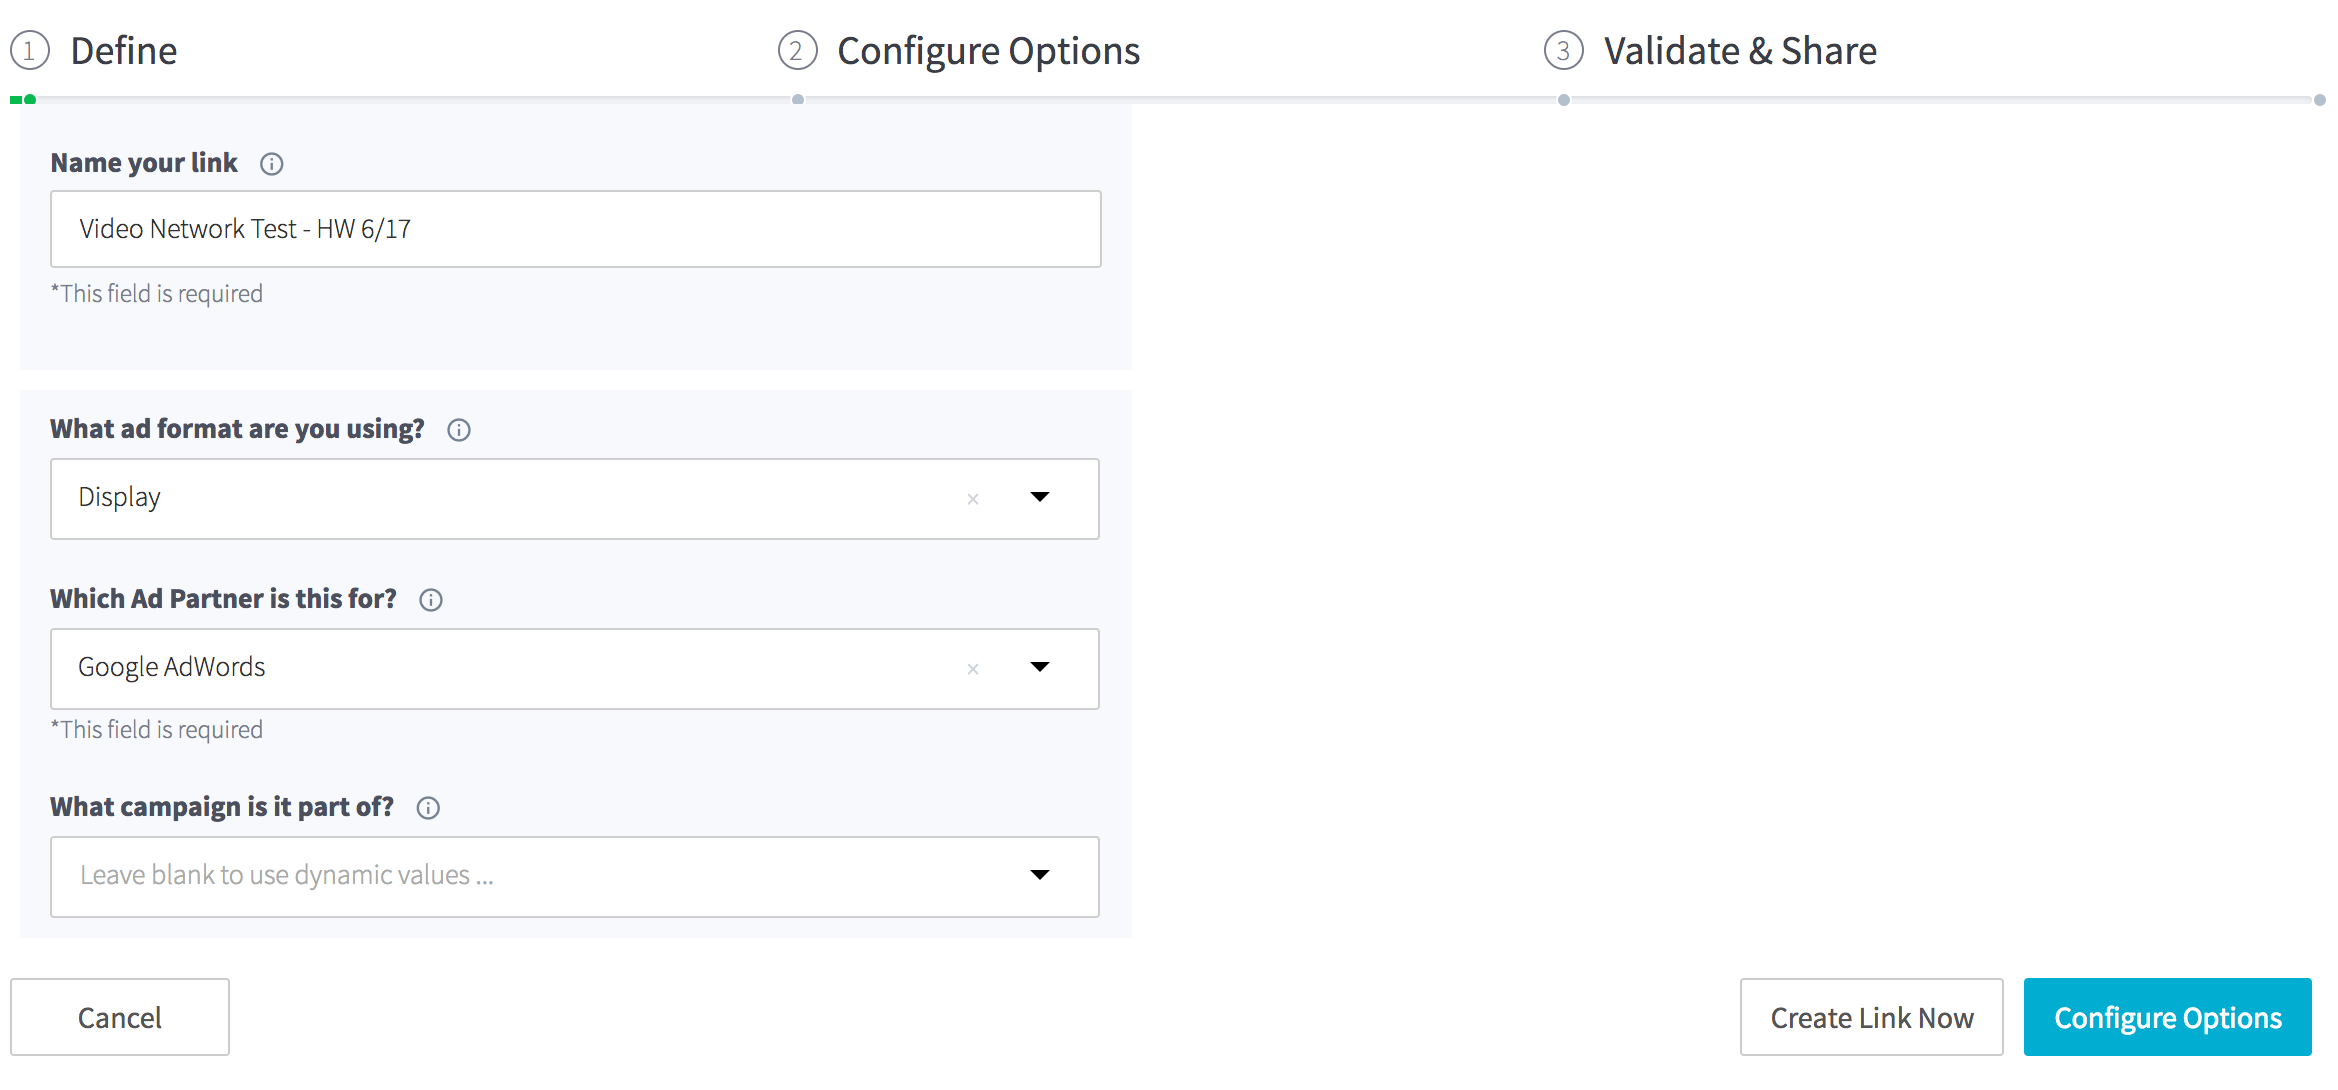 1 Define
2 Configure Options
3 Validate & Share
Name your link
Video Network Test - HW 6/17
*This field is required
What ad format are you using?
Display
Which Ad Partner is this for?
Google AdWords
*This field is required
What campaign is it part of?
Leave blank to use dynamic values ...
Cancel
Create Link Now
Configure Options